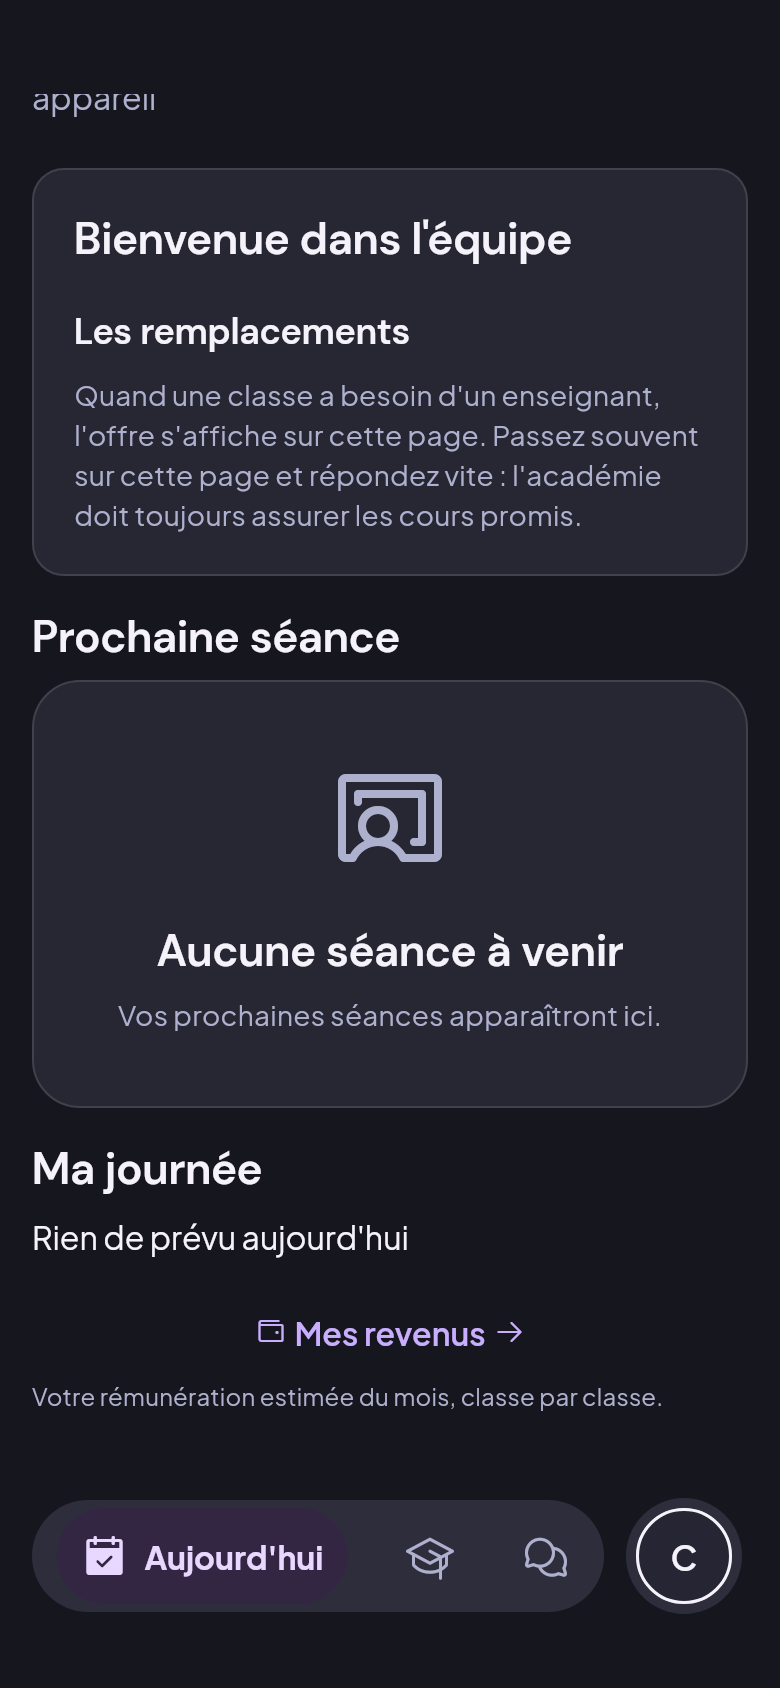 appareil
Bienvenue dans l'équipe
Les remplacements
Quand une classe a besoin d'un enseignant,
l'offre s'affiche sur cette page. Passez souvent
sur cette page et répondez vite : l'académie
doit toujours assurer les cours promis.
Prochaine séance
Aucune séance à venir
Vos prochaines séances apparaîtront ici.
Ma journée
Rien de prévu aujourd'hui
Mes revenus
Votre rémunération estimée du mois, classe par classe.
Aujourd'hui
C